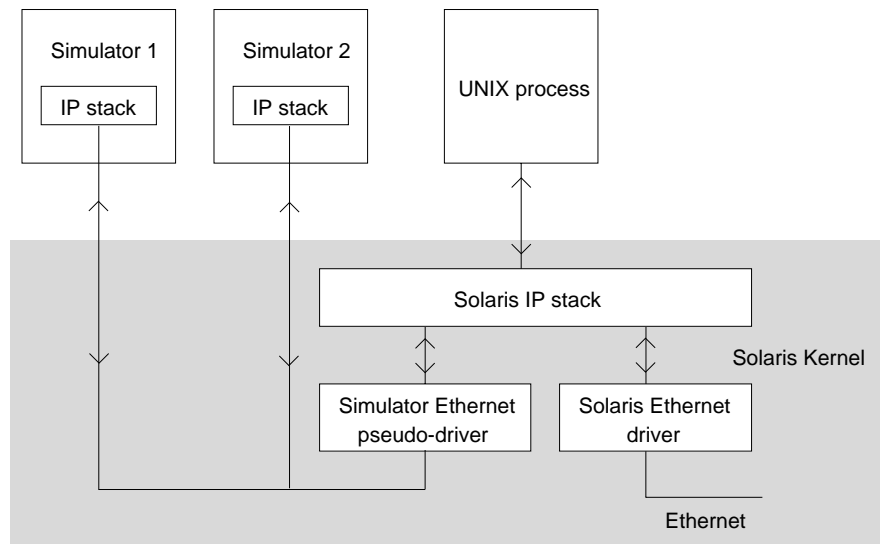 Simulator 1
IP stack
Simulator 2
IP stack
UNIX process
Solaris IP stack
Solaris Kernel
Simulator Ethernet
pseudo-driver
Solaris Ethernet
driver
Ethernet